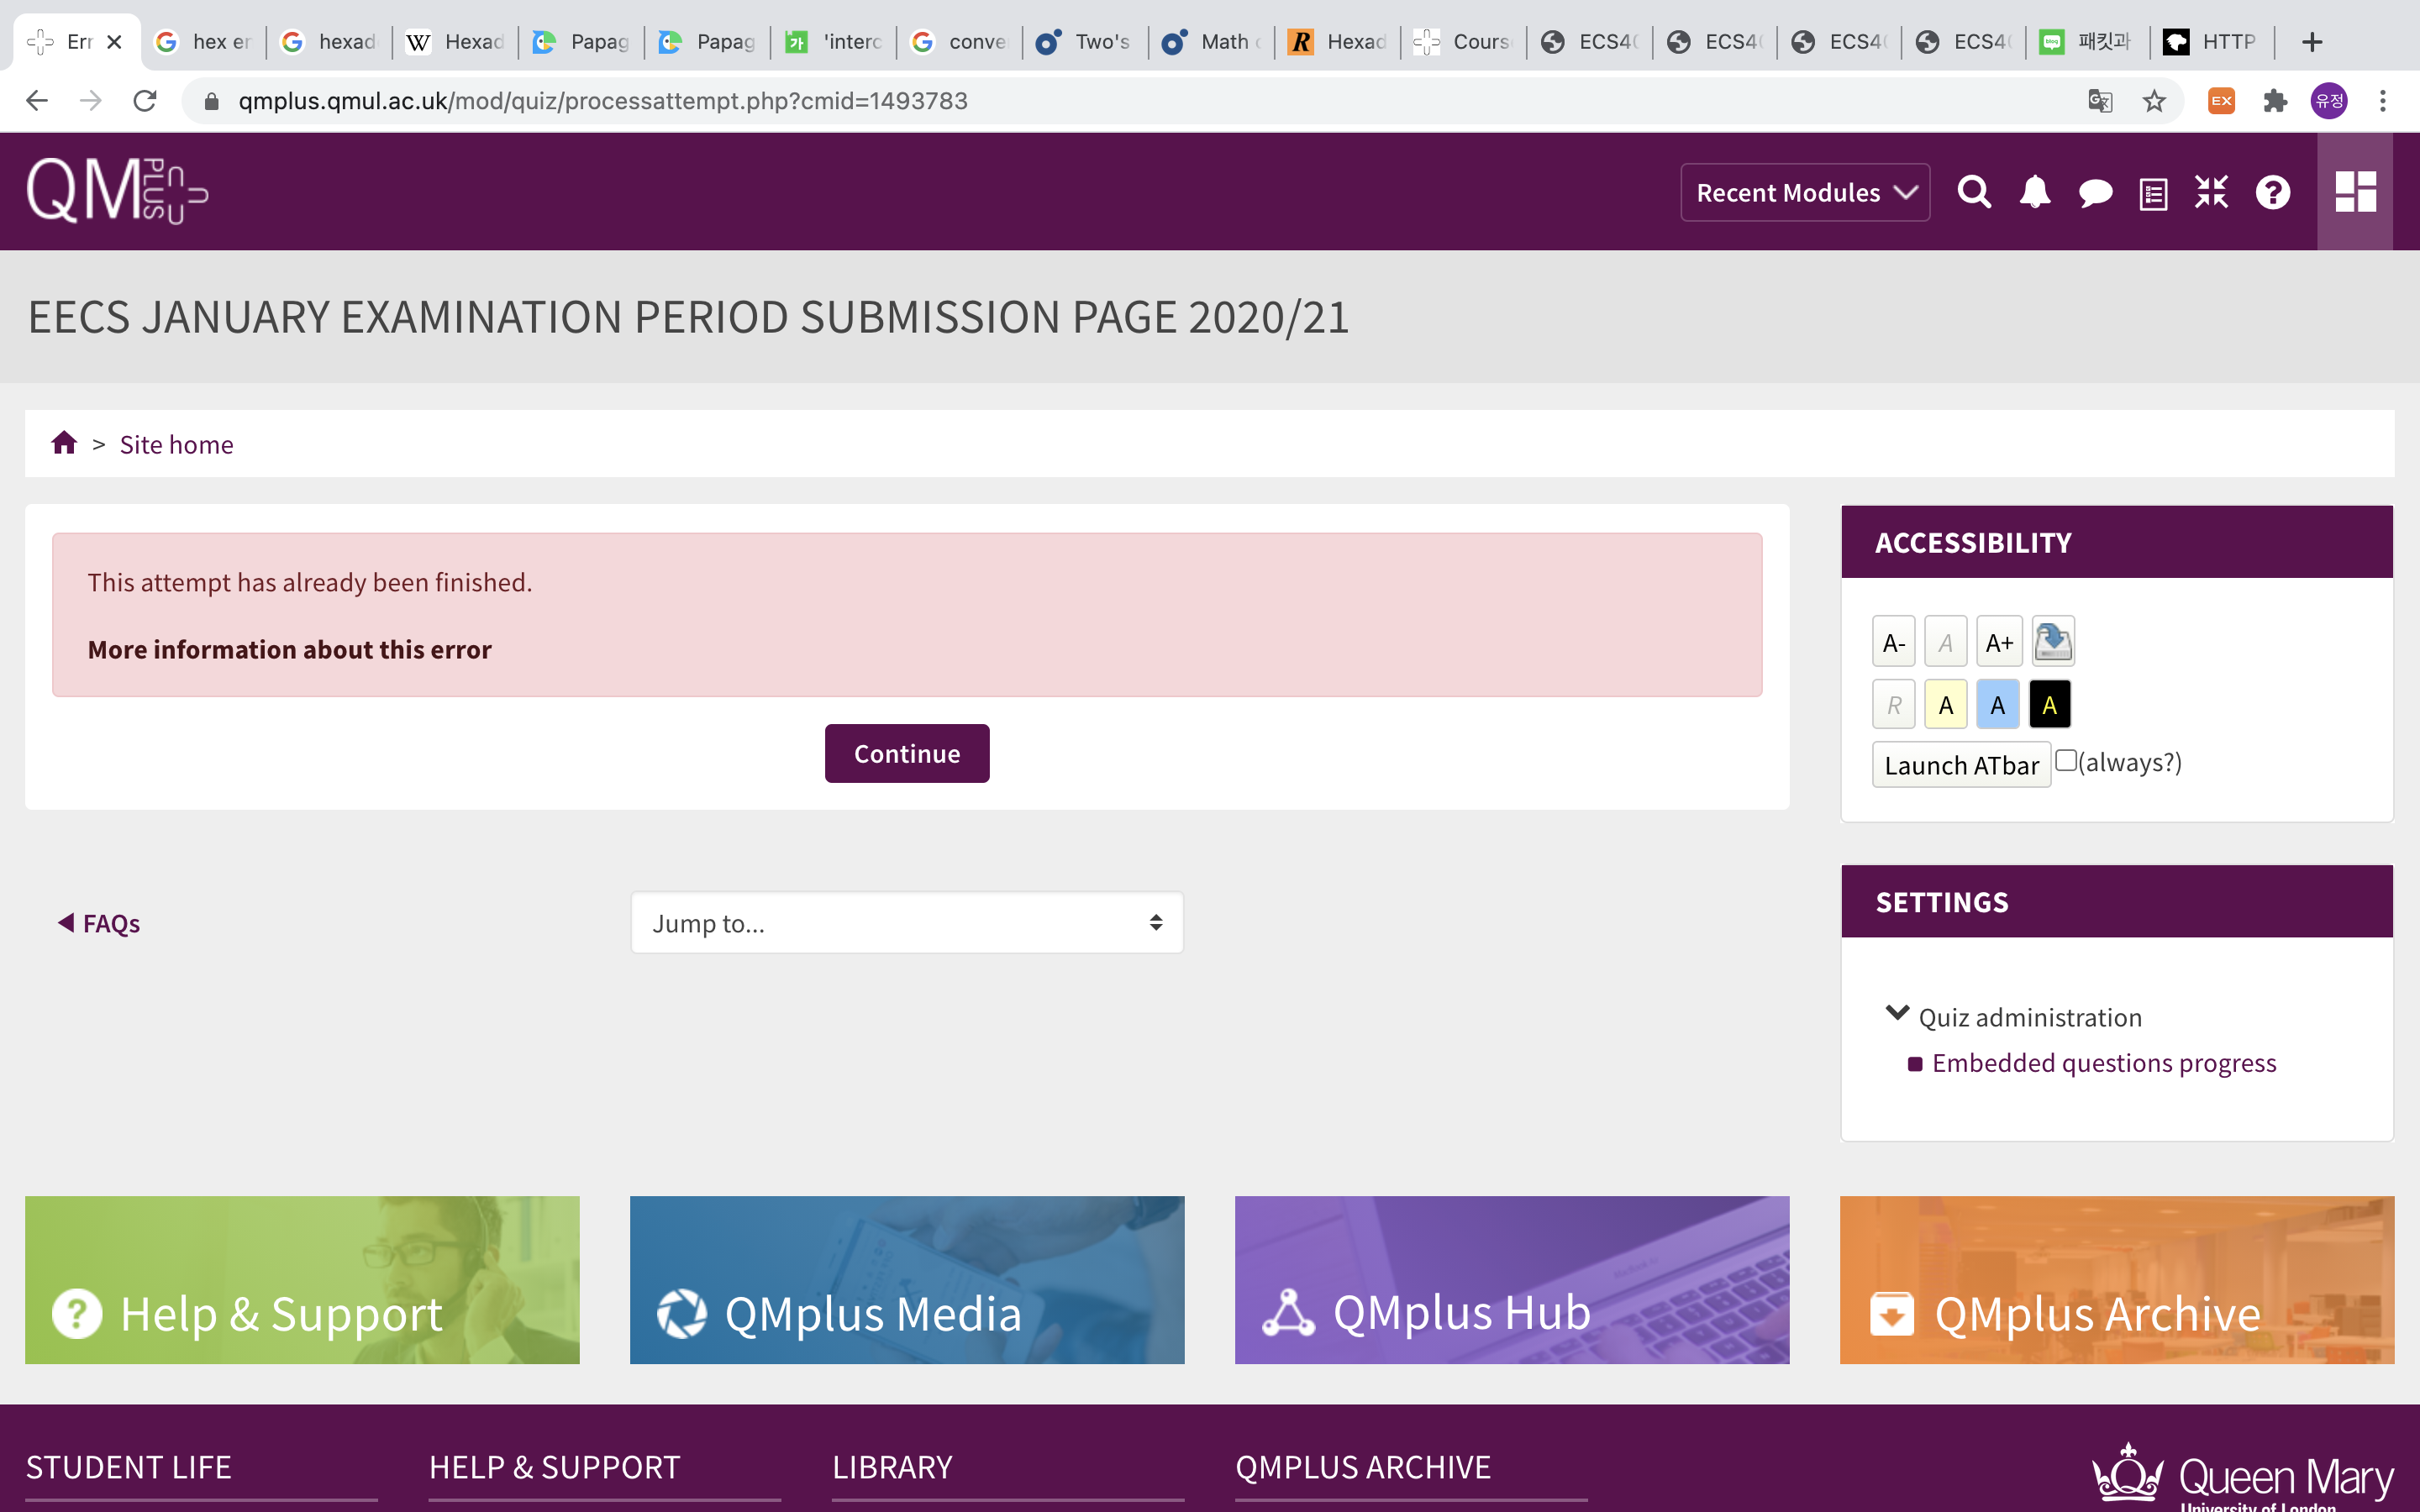 Err
hex er
hexad
Hexad
Papag
Papag
'interc
conve
Two's
Math
Hexad
Cours
ECS4
ECS4
ECS4
ECS4
패킷과
HTTP
qmplus.qmul.ac.uk/mod/quiz/processattempt.php?cmid=1493783
EX
유정
QM PLUS
Recent Modules
EECS JANUARY EXAMINATION PERIOD SUBMISSION PAGE 2020/21
> Site home
This attempt has already been finished.
More information about this error
Continue
FAQs
Jump to...
ACCESSIBILITY
A- A A+
R A A A
Launch ATbar (always?)
SETTINGS
Quiz administration
Embedded questions progress
Help & Support
QMplus Media
QMplus Hub
QMplus Archive
STUDENT LIFE
HELP & SUPPORT
LIBRARY
QMPLUS ARCHIVE
Queen Mary
University of London